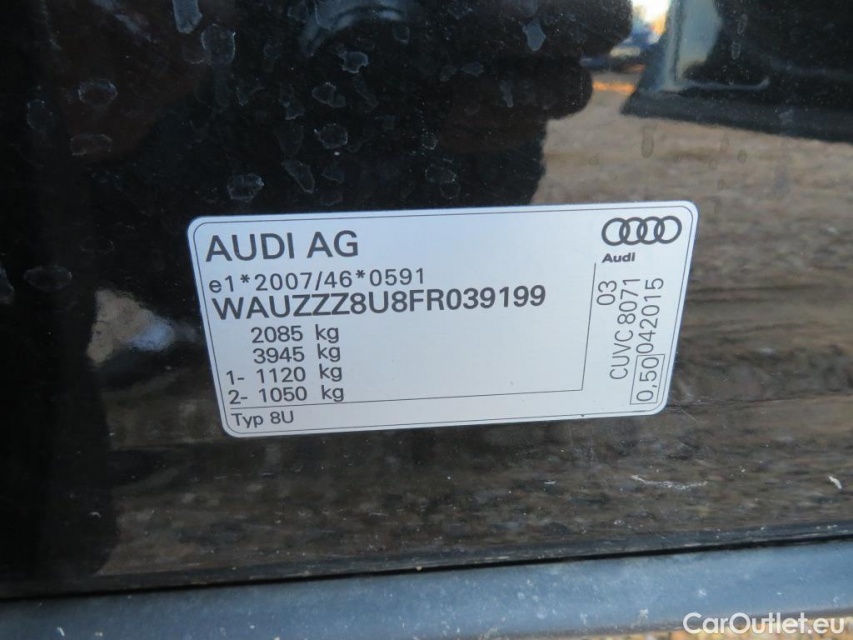 AUDI AG
e1*2007/46*0591
WAUZZZ8U8FR039199
2085 kg
3945 kg
1- 1120 kg
2- 1050 kg
Typ 8U
Audi
03
CUVC 8071
0,50 042015
CarOutlet.eu